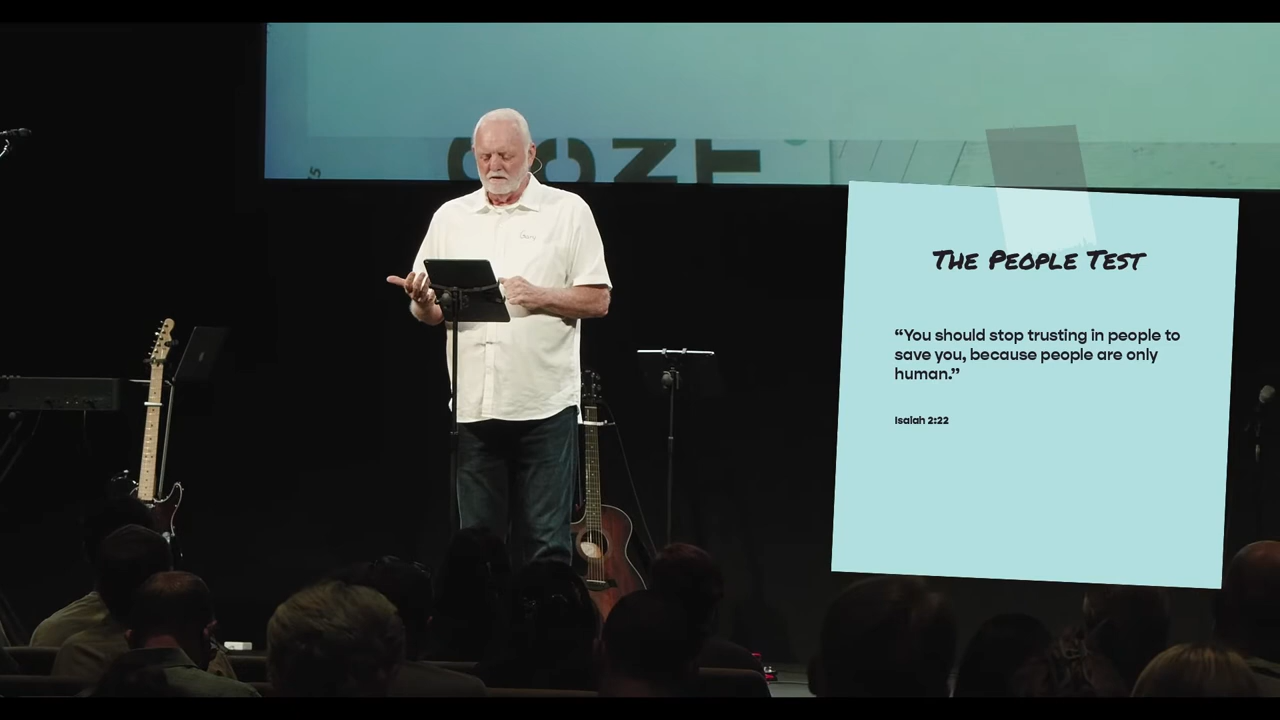 THE PEOPLE TEST
“You should stop trusting in people to
save you, because people are only
human.”
Isaiah 2:22